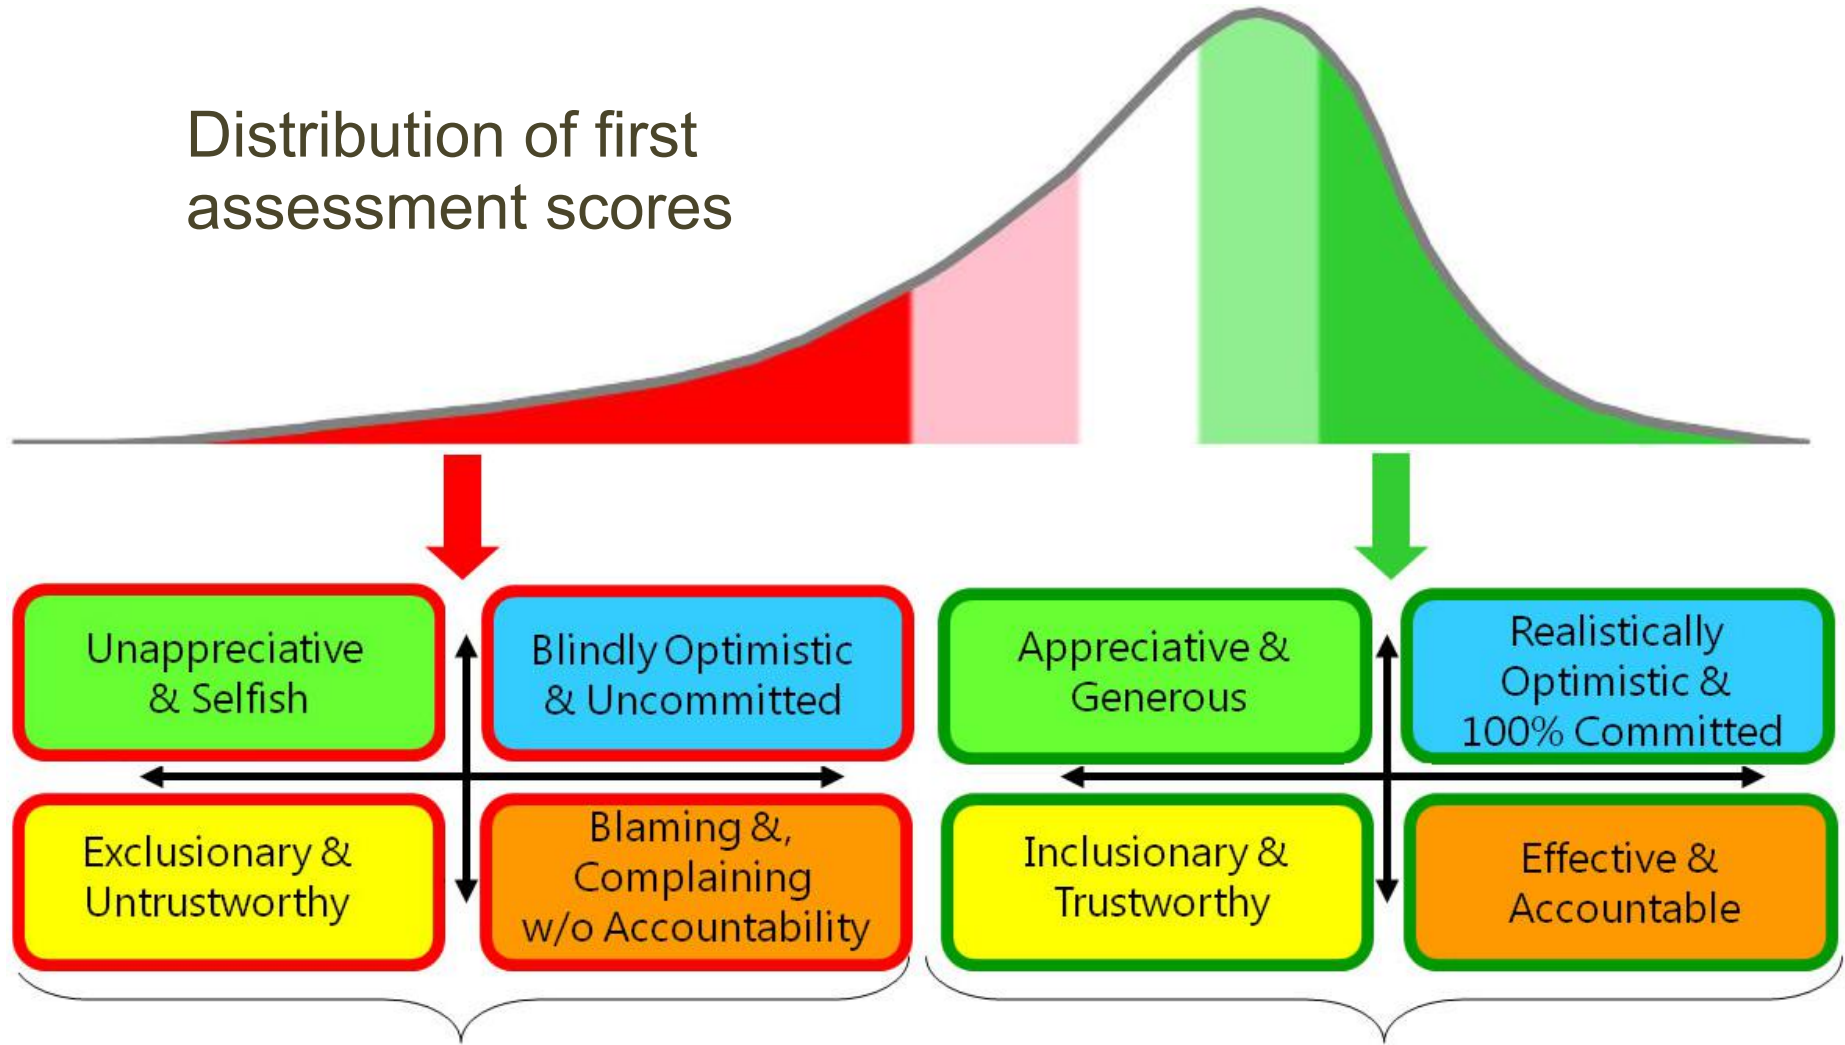 Distribution of first
assessment scores
Unappreciative
& Selfish
Blindly Optimistic
& Uncommitted
Appreciative &
Generous
Realistically
Optimistic &
100% Committed
Exclusionary &
Untrustworthy
Blaming &,
Complaining
w/o Accountability
Inclusionary &
Trustworthy
Effective &
Accountable